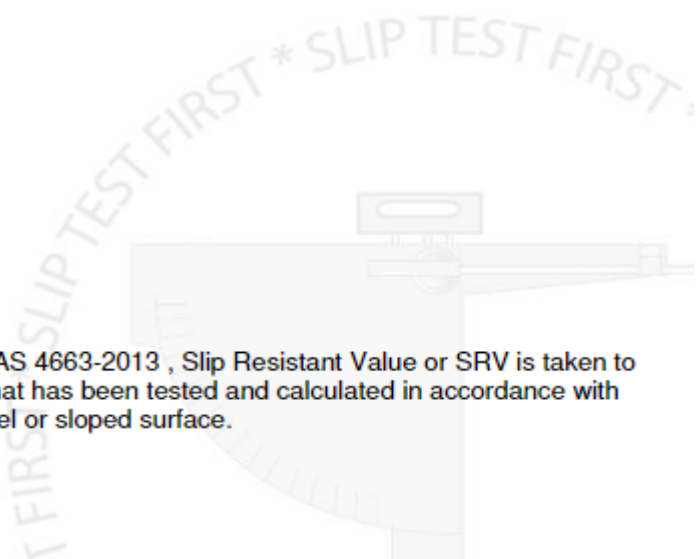 FIRST * SLIP TEST FIRST * SLIP TEST FIRST *
AS 4663-2013 , Slip Resistant Value or SRV is taken to
at has been tested and calculated in accordance with
el or sloped surface.